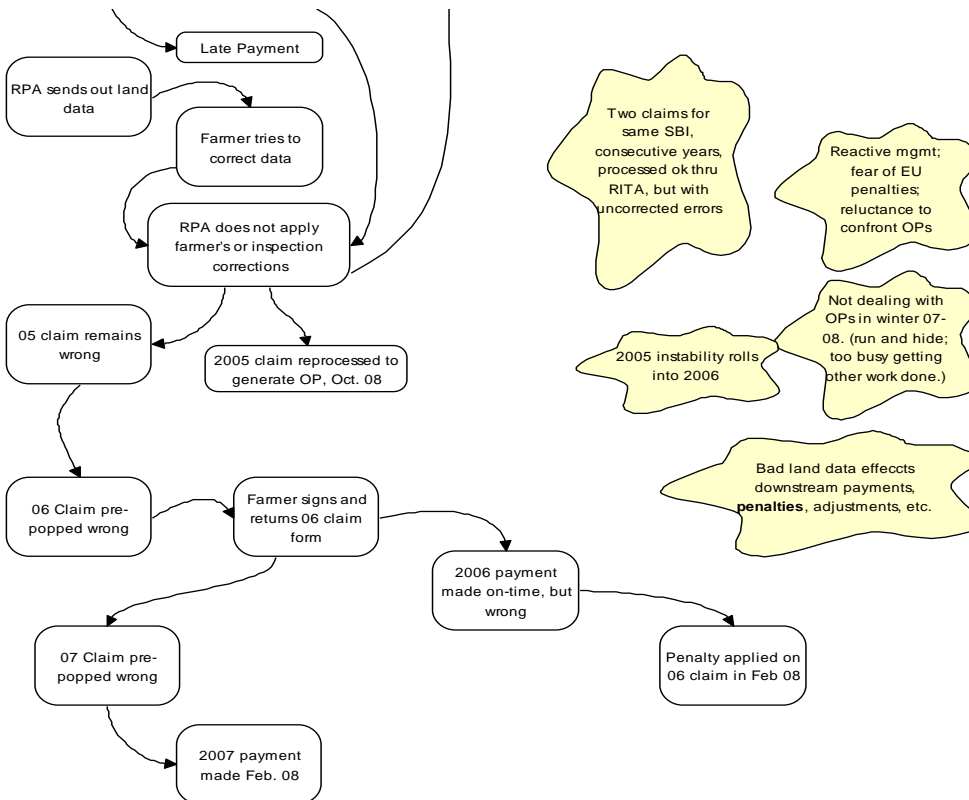 Late Payment
RPA sends out land
data
Farmer tries to
correct data
RPA does not apply
farmer's or inspection
corrections
05 claim remains
wrong
2005 claim reprocessed to
generate OP, Oct. 08
06 Claim pre-
popped wrong
Farmer signs and
returns 06 claim
form
2006 payment
made on-time, but
wrong
07 Claim pre-
popped wrong
Penalty applied on
06 claim in Feb 08
2007 payment
made Feb. 08
Two claims for
same SBI,
consecutive years,
processed ok thru
RITA, but with
uncorrected errors
Reactive mgmt;
fear of EU
penalties;
reluctance to
confront OPs
Not dealing with
OPs in winter 07-
08. (run and hide;
too busy getting
other work done.)
2005 instability rolls
into 2006
Bad land data effeccts
downstream payments,
penalties, adjustments, etc.